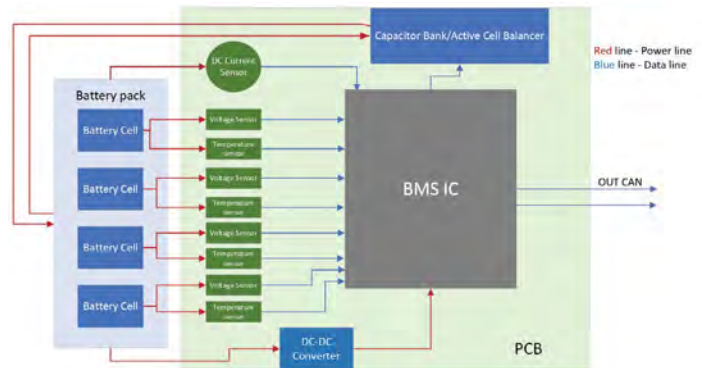 Capacitor Bank/Active Cell Balancer
Red line - Power line
Blue line - Data line
DC Current
Sensor
Battery pack
Battery Cell
Voltage Sensor
Temperature
sensor
Battery Cell
Voltage Sensor
Temperature
sensor
Battery Cell
Voltage Sensor
Temperature
sensor
Battery Cell
Voltage Sensor
Temperature
sensor
BMS IC
OUT CAN
DC-DC-
Converter
PCB